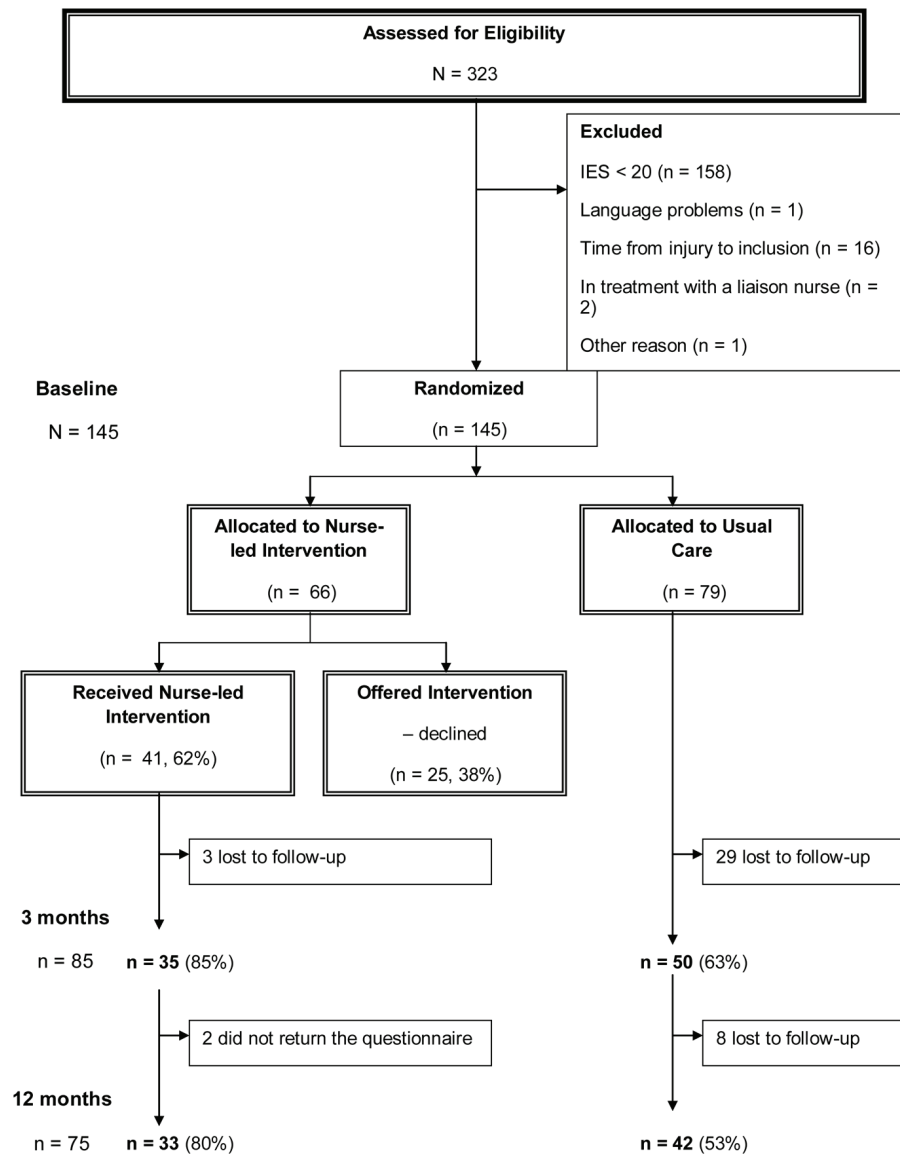 Assessed for Eligibility
N = 323
Excluded
IES < 20 (n = 158)
Language problems (n = 1)
Time from injury to inclusion (n = 16)
In treatment with a liaison nurse (n =
2)
Other reason (n = 1)
Baseline
N = 145
Randomized
(n = 145)
Allocated to Nurse-
led Intervention
(n =  66)
Allocated to Usual
Care
(n = 79)
Received Nurse-led
Intervention
(n =  41, 62%)
Offered Intervention
– declined
(n = 25, 38%)
3 lost to follow-up
29 lost to follow-up
3 months
n = 85 n = 35 (85%)
n = 50 (63%)
2 did not return the questionnaire
8 lost to follow-up
12 months
n = 75 n = 33 (80%)
n = 42 (53%)